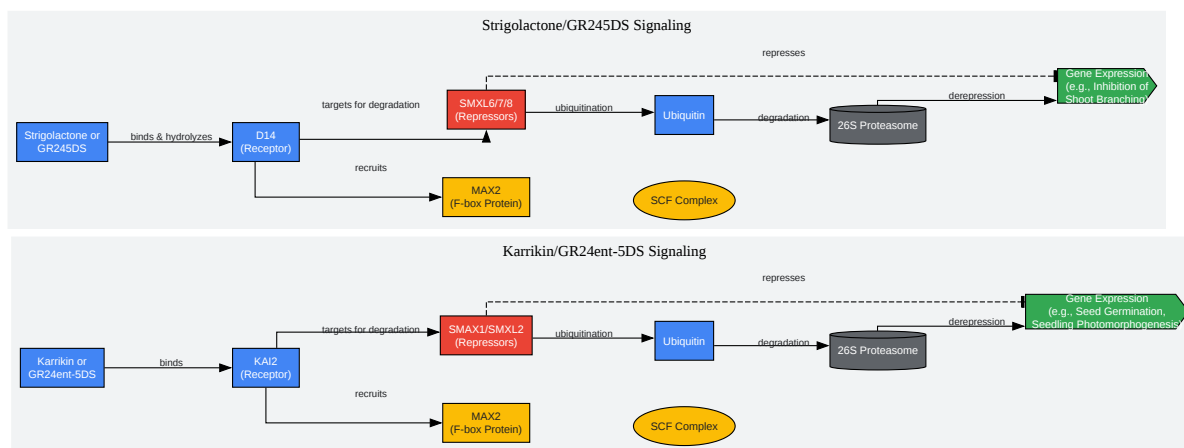 Strigolactone/GR245DS Signaling
represses
Gene Expression
(e.g., Inhibition of
Shoot Branching)
targets for degradation
SMXL6/7/8
(Repressors)
ubiquitination
Ubiquitin
degradation
26S Proteasome
derepression
Strigolactone or
GR245DS
binds & hydrolyzes
D14
(Receptor)
recruits
MAX2
(F-box Protein)
SCF Complex
Karrikin/GR24ent-5DS Signaling
represses
Gene Expression
(e.g., Seed Germination,
Seedling Photomorphogenesis)
targets for degradation
SMAX1/SMXL2
(Repressors)
ubiquitination
Ubiquitin
degradation
26S Proteasome
derepression
Karrikin or
GR24ent-5DS
binds
KAI2
(Receptor)
recruits
MAX2
(F-box Protein)
SCF Complex